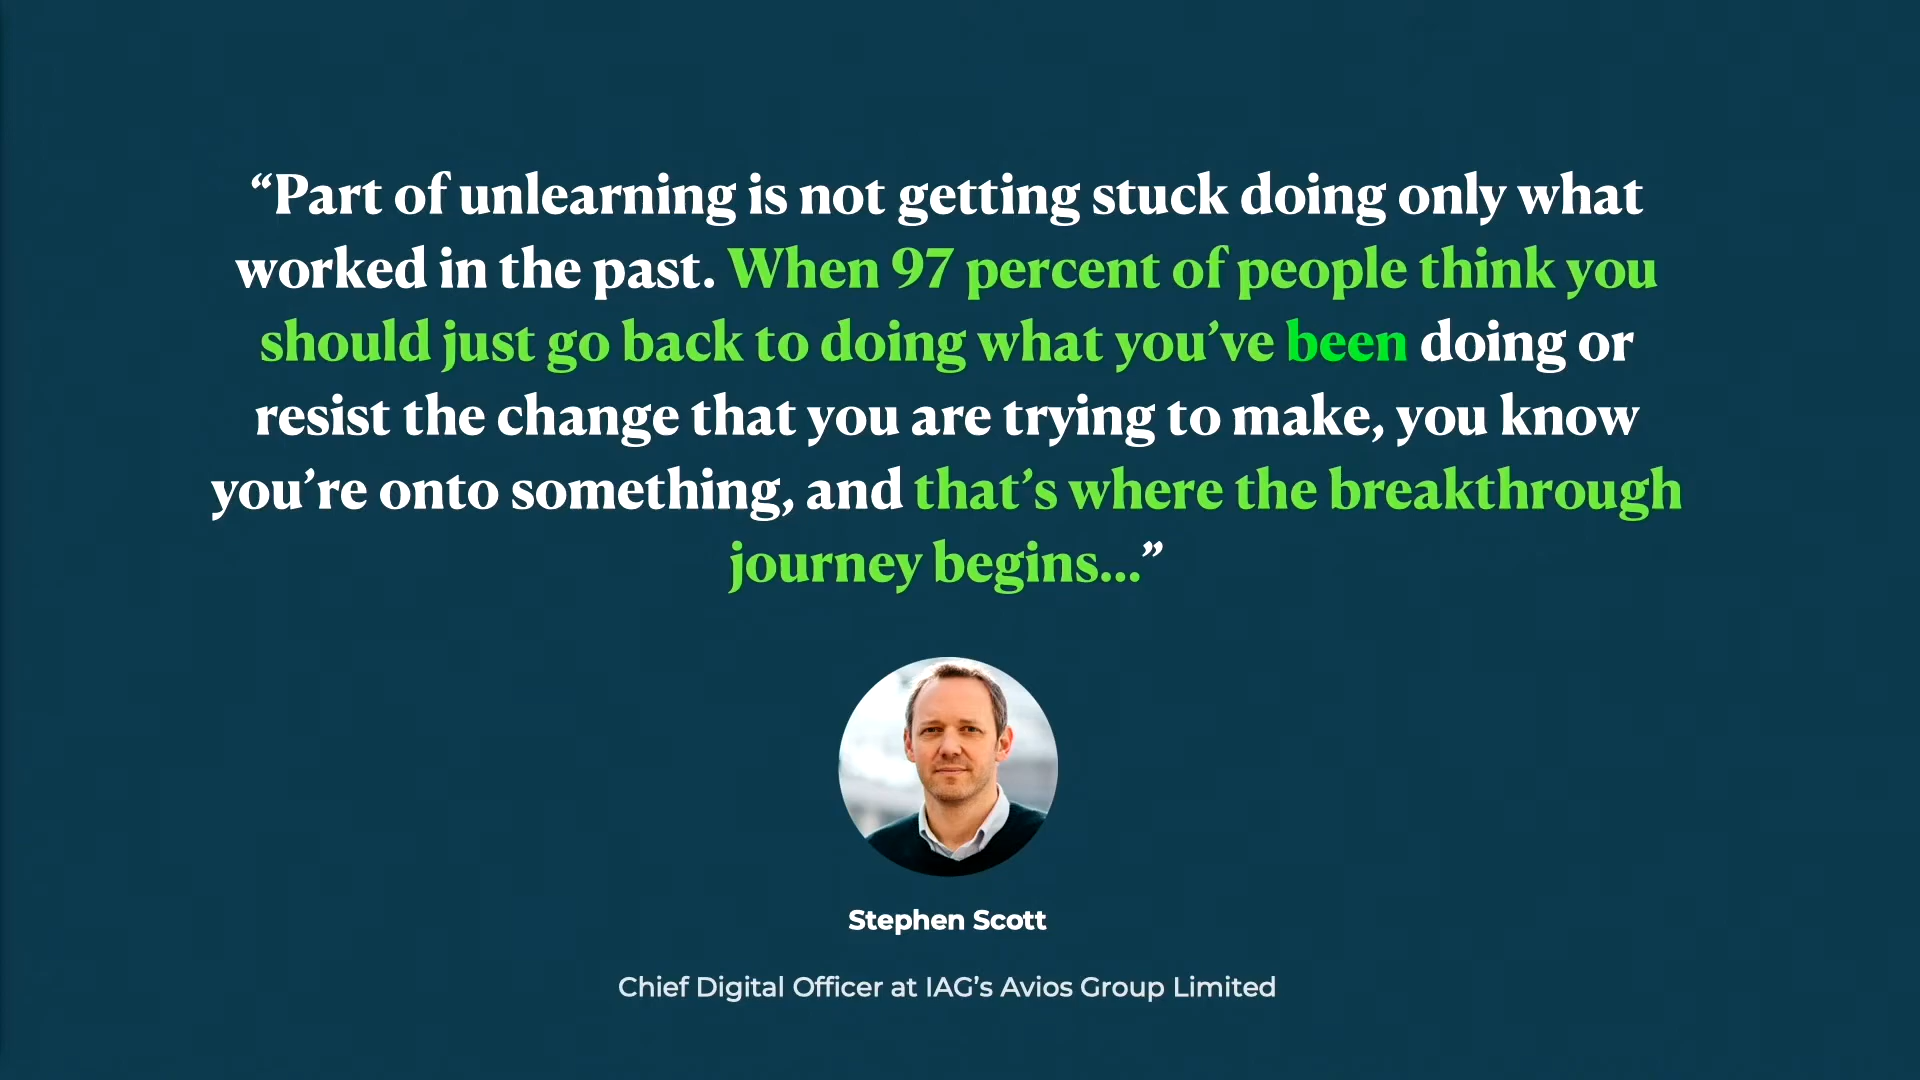 “Part of unlearning is not getting stuck doing only what
worked in the past. When 97 percent of people think you
should just go back to doing what you’ve been doing or
resist the change that you are trying to make, you know
you’re onto something, and that’s where the breakthrough
journey begins...”
Stephen Scott
Chief Digital Officer at IAG’s Avios Group Limited